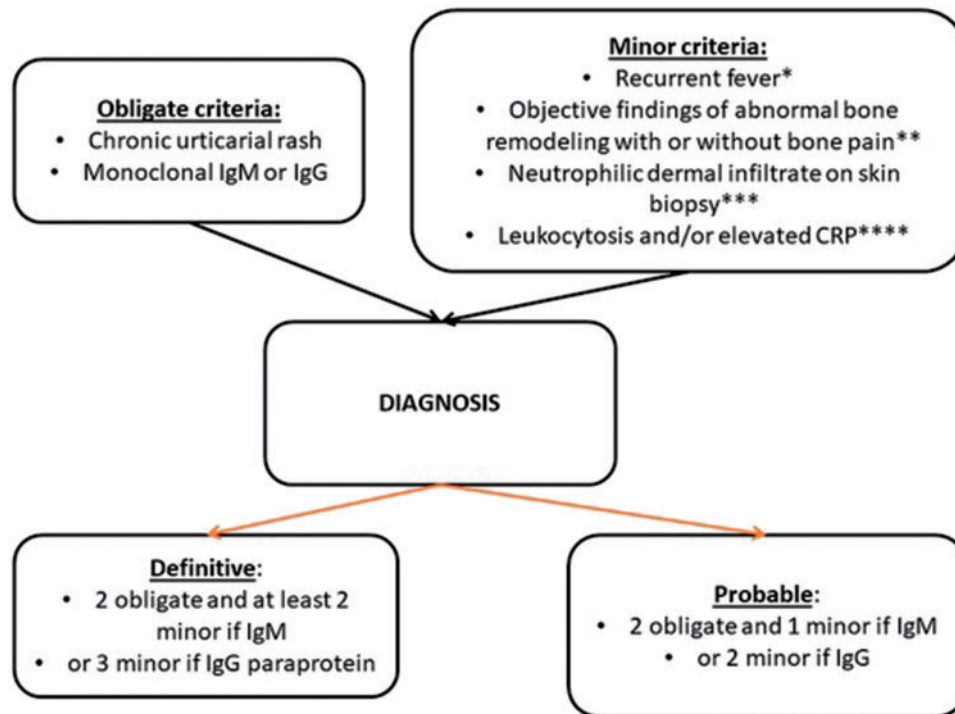 Obligate criteria:
• Chronic urticarial rash
• Monoclonal IgM or IgG
Minor criteria:
• Recurrent fever*
• Objective findings of abnormal bone
remodeling with or without bone pain**
• Neutrophilic dermal infiltrate on skin
biopsy***
• Leukocytosis and/or elevated CRP****
DIAGNOSIS
Definitive:
• 2 obligate and at least 2
minor if IgM
• or 3 minor if IgG paraprotein
Probable:
• 2 obligate and 1 minor if IgM
• or 2 minor if IgG